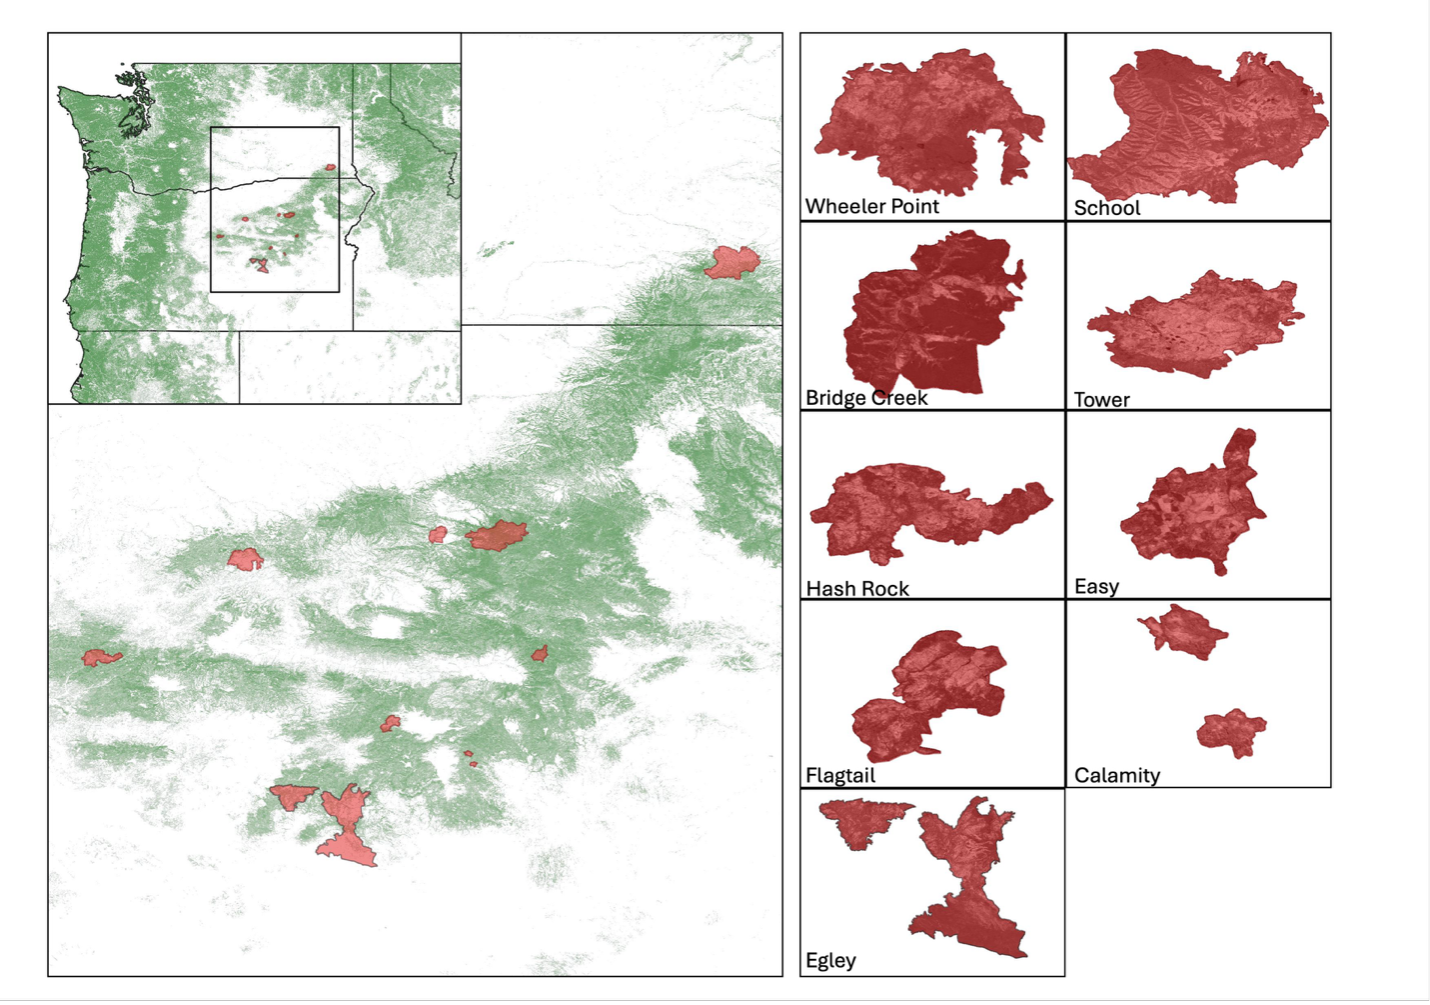 Wheeler Point
School
Bridge Creek
Tower
Hash Rock
Easy
Flagtail
Calamity
Egley